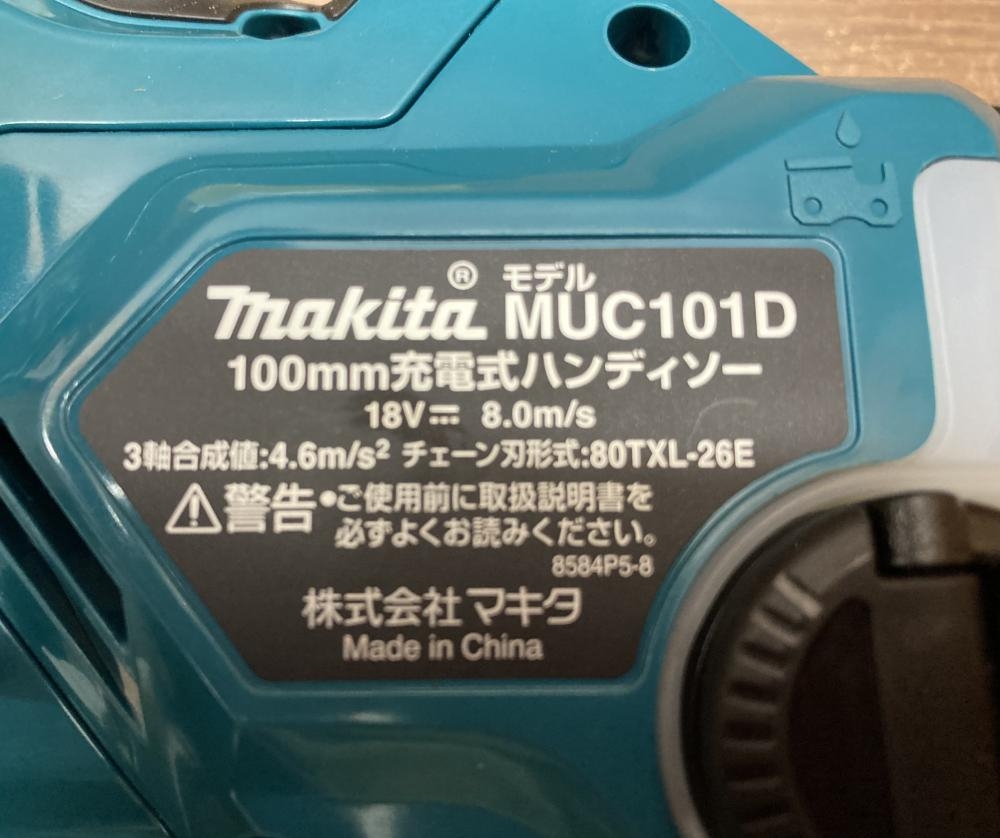 makita® モデル MUC101D
100mm充電式ハンディソー
18V⎓ 8.0m/s
3軸合成値:4.6m/s² チェーン刃形式:80TXL-26E
⚠警告 •ご使用前に取扱説明書を
必ずよくお読みください。
8584P5-8
株式会社マキタ
Made in China